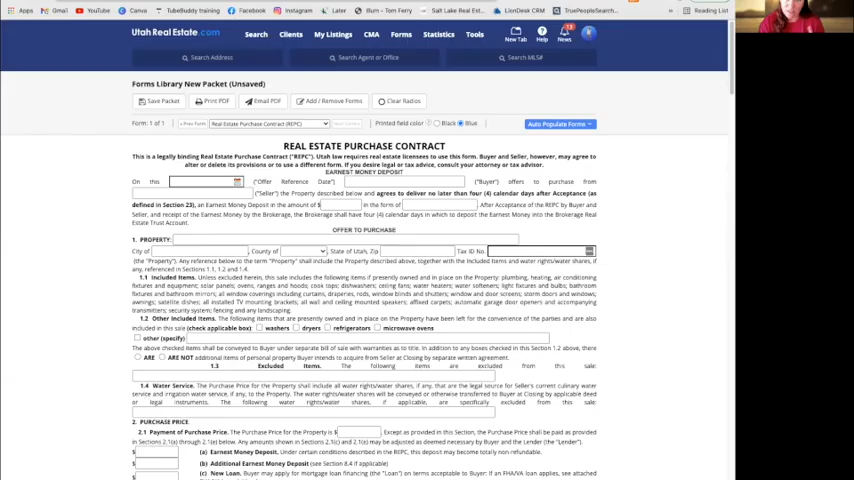 Apps Gmail YouTube Canva TubeBuddy training Facebook Instagram Later Bum - Tom Ferry Salt Lake Real Est... LionDesk CRM TruePeopleSearch... » Reading List
Utah Real Estate.com Search Clients My Listings CMA Forms Statistics Tools New Tab Help News 13
Search Address Search Agent or Office Search MLS#
Forms Library New Packet (Unsaved)
Save Packet Print PDF Email PDF Add / Remove Forms Clear Radios
Form: 1 of 1 Real Estate Purchase Contract (REPC) Printed field color Black Blue Auto Populate Forms
REAL ESTATE PURCHASE CONTRACT
This is a legally binding Real Estate Purchase Contract ("REPC"). Utah law requires real estate licensees to use this form. Buyer and Seller, however, may agree to
alter or delete its provisions or to use a different form. If you desire legal or tax advice, consult your attorney or tax advisor.
EARNEST MONEY DEPOSIT
On this ("Offer Reference Date") ("Buyer") offers to purchase from
("Seller") the Property described below and agrees to deliver no later than four (4) calendar days after Acceptance (as
defined in Section 23), an Earnest Money Deposit in the amount of $ in the form of . After Acceptance of the REPC by Buyer and
Seller, and receipt of the Earnest Money by the Brokerage, the Brokerage shall have four (4) calendar days in which to deposit the Earnest Money into the Brokerage Real
Estate Trust Account.
OFFER TO PURCHASE
1. PROPERTY:
City of , County of , State of Utah, Zip Tax ID No.
(the "Property"). Any reference below to the term "Property" shall include the Property described above, together with the Included Items and water rights/water shares, if
any, referenced in Sections 1.1, 1.2 and 1.4.
1.1 Included Items. Unless excluded herein, this sale includes the following items if presently owned and in place on the Property: plumbing, heating, air conditioning
fixtures and equipment; solar panels; ovens, ranges and hoods; cook tops; dishwashers; ceiling fans; water heaters; water softeners; light fixtures and bulbs; bathroom
fixtures and bathroom mirrors; all window coverings including curtains, draperies, rods, window blinds and shutters; window and door screens; storm doors and windows;
awnings; satellite dishes; all installed TV mounting brackets; all wall and ceiling mounted speakers; affixed carpets; automatic garage door openers and accompanying
transmitters; security system; fencing and any landscaping.
1.2 Other Included Items. The following items that are presently owned and in place on the Property have been left for the convenience of the parties and are also
included in this sale (check applicable box): washers dryers refrigerators microwave ovens
other (specify)
The above checked items shall be conveyed to Buyer under separate bill of sale with warranties as to title. In addition to any boxes checked in this Section 1.2 above, there
ARE ARE NOT additional items of personal property Buyer intends to acquire from Seller at Closing by separate written agreement.
1.3 Excluded Items. The following items are excluded from this sale:
1.4 Water Service. The Purchase Price for the Property shall include all water rights/water shares, if any, that are the legal source for Seller's current culinary water
service and irrigation water service, if any, to the Property. The water rights/water shares will be conveyed or otherwise transferred to Buyer at Closing by applicable deed
or legal instruments. The following water rights/water shares, if applicable, are specifically excluded from this sale:
2. PURCHASE PRICE
2.1 Payment of Purchase Price. The Purchase Price for the Property is $ . Except as provided in this Section, the Purchase Price shall be paid as provided
in Sections 2.1(a) through 2.1(e) below. Any amounts shown in Sections 2.1(c) and 2.1(e) may be adjusted as deemed necessary by Buyer and the Lender (the "Lender").
$ (a) Earnest Money Deposit. Under certain conditions described in the REPC, this deposit may become totally non-refundable.
$ (b) Additional Earnest Money Deposit (see Section 8.4 if applicable)
$ (c) New Loan. Buyer may apply for mortgage loan financing (the "Loan") on terms acceptable to Buyer: If an FHA/VA loan applies, see attached